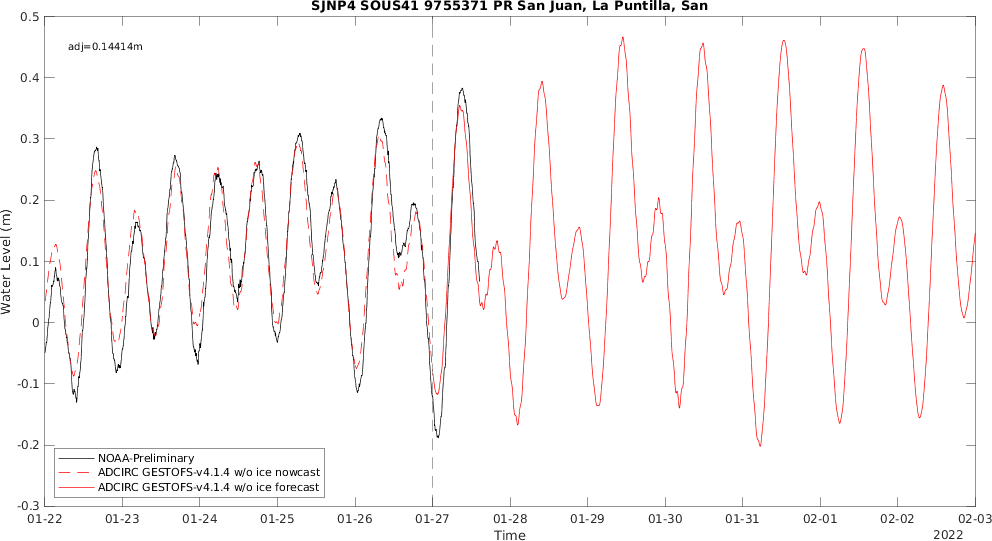 SJNP4 SOUS41 9755371 PR San Juan, La Puntilla, San
adj=0.14414m
0.5
0.4
0.3
0.2
0.1
0
-0.1
-0.2
-0.3
Water Level (m)
NOAA-Preliminary
ADCIRC GESTOFS-v4.1.4 w/o ice nowcast
ADCIRC GESTOFS-v4.1.4 w/o ice forecast
01-22 01-23 01-24 01-25 01-26 01-27 01-28 01-29 01-30 01-31 02-01 02-02 02-03
Time
2022